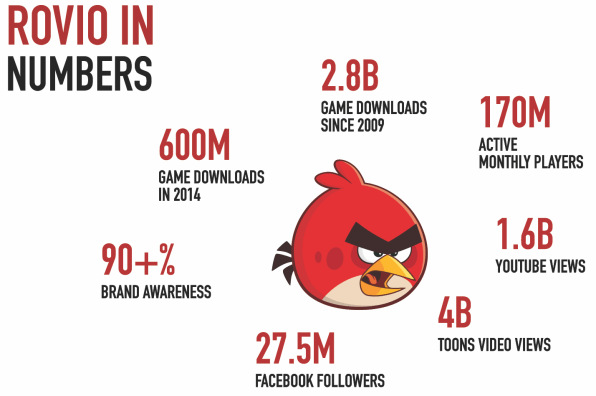 ROVIO IN
NUMBERS
2.8B
GAME DOWNLOADS
SINCE 2009
170M
ACTIVE
MONTHLY PLAYERS
600M
GAME DOWNLOADS
IN 2014
1.6B
YOUTUBE VIEWS
90+%
BRAND AWARENESS
4B
TOONS VIDEO VIEWS
27.5M
FACEBOOK FOLLOWERS